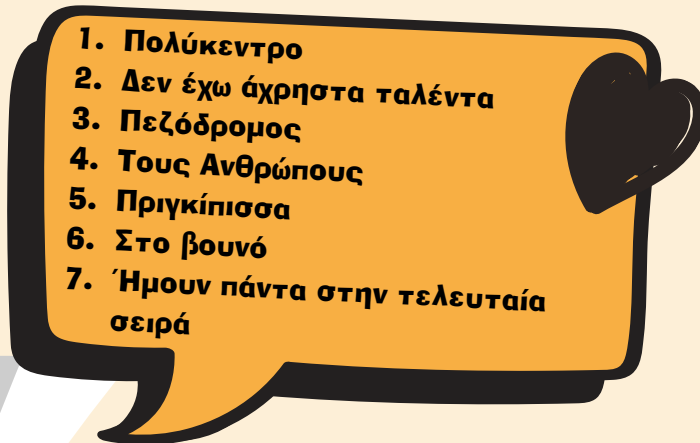 1. Πολύκεντρο
2. Δεν έχω άχρηστα ταλέντα
3. Πεζόδρομος
4. Τους Ανθρώπους
5. Πριγκίπισσα
6. Στο βουνό
7. Ήμουν πάντα στην τελευταία
σειρά